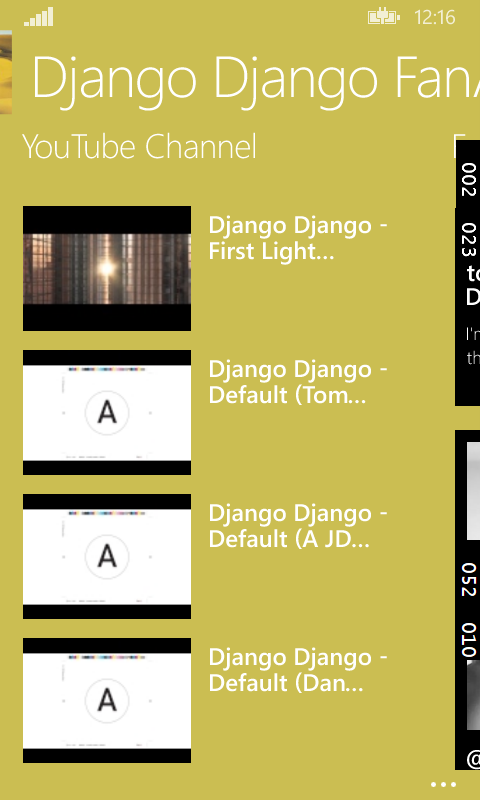 12:16
Django Django FanA
YouTube Channel
Django Django -
First Light...
Django Django -
Default (Tom...
Django Django -
Default (A JD...
Django Django -
Default (Dan...
A
A
A
002
023
to
D
I'm
th
052
010
@
...